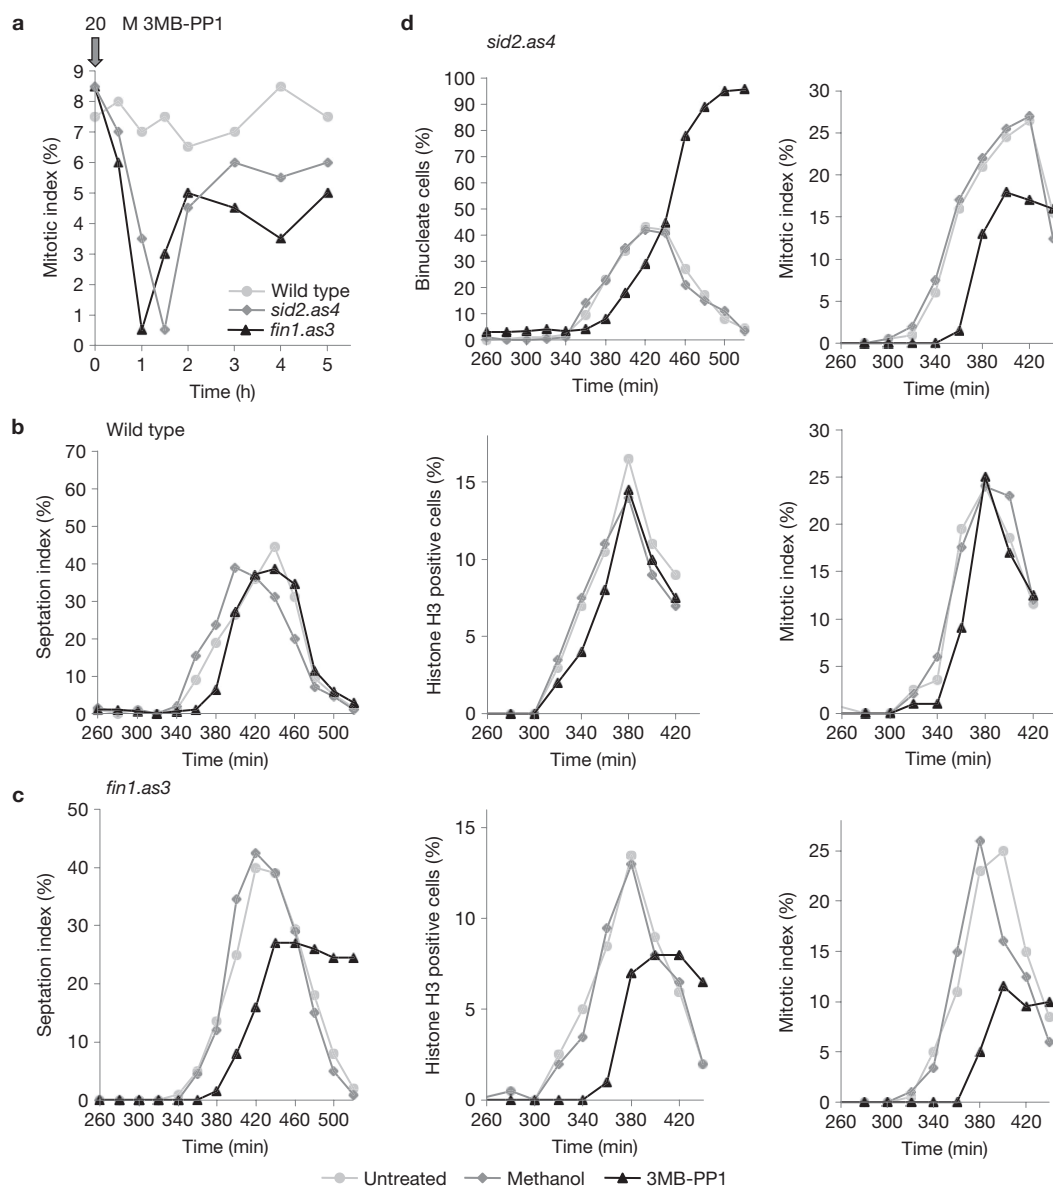 a
20 M 3MB-PP1
Mitotic index (%)
9
8
7
6
5
4
3
2
1
0
Wild type
sid2.as4
fin1.as3
0 1 2 3 4 5
Time (h)
d
sid2.as4
Binucleate cells (%)
100
90
80
70
60
50
40
30
20
10
0
260 300 340 380 420 460 500
Time (min)
Mitotic index (%)
30
25
20
15
10
5
0
260 300 340 380 420
Time (min)
b
Wild type
Septation index (%)
70
60
50
40
30
20
10
0
260 300 340 380 420 460 500
Time (min)
Histone H3 positive cells (%)
15
10
5
0
260 300 340 380 420
Time (min)
Mitotic index (%)
30
25
20
15
10
5
0
260 300 340 380 420
Time (min)
c
fin1.as3
Septation index (%)
50
40
30
20
10
0
260 300 340 380 420 460 500
Time (min)
Histone H3 positive cells (%)
15
10
5
0
260 300 340 380 420
Time (min)
Mitotic index (%)
25
20
15
10
5
0
260 300 340 380 420
Time (min)
Untreated Methanol 3MB-PP1